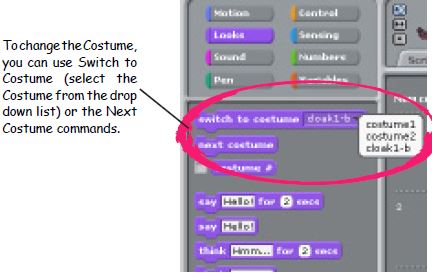 To change the Costume,
you can use Switch to
Costume (select the
Costume from the drop
down list) or the Next
Costume commands.
Motion Control
Looks Sensing
Sound Numbers
Pen Variables
switch to costume cloak1-b
costume1
costume2
cloak1-b
next costume
costume #
say Hello! for 2 secs
say Hello!
think Hmm... for 2 secs
2